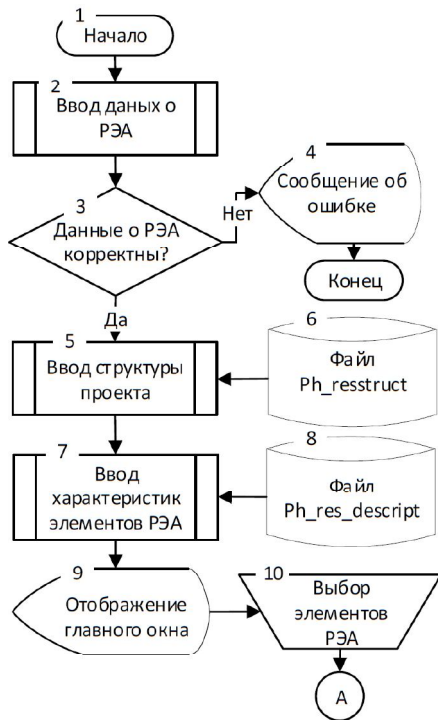 1
Начало
2
Ввод даных о
РЭА
3
Данные о РЭА
корректны?
Нет
4
Сообщение об
ошибке
Конец
Да
5
Ввод структуры
проекта
6
Файл
Ph_resstruct
7
Ввод
характеристик
элементов РЭА
8
Файл
Ph_res_descript
9
Отображение
главного окна
10
Выбор
элементов
РЭА
А